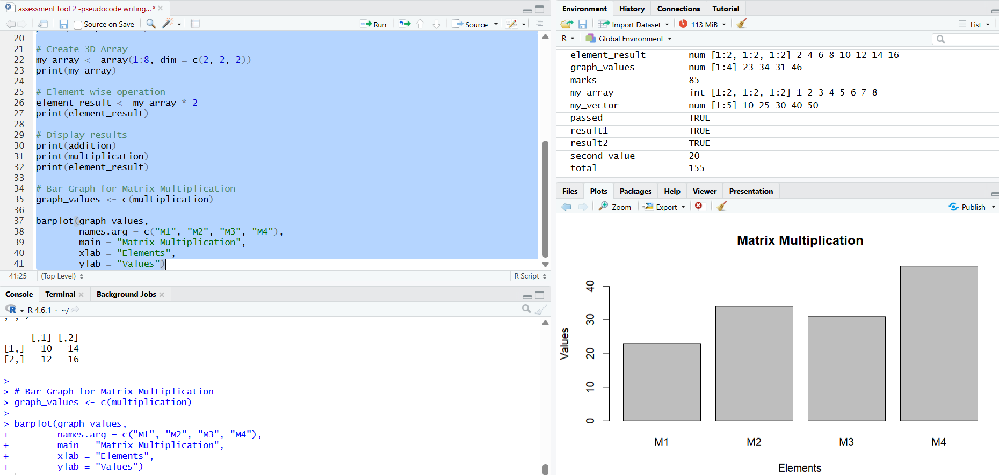 assessment tool 2 -pseudocode writing...*
Source on Save
Run
Source
20
21 # Create 3D Array
22 my_array <- array(1:8, dim = c(2, 2, 2))
23 print(my_array)
24
25 # Element-wise operation
26 element_result <- my_array * 2
27 print(element_result)
28
29 # Display results
30 print(addition)
31 print(multiplication)
32 print(element_result)
33
34 # Bar Graph for Matrix Multiplication
35 graph_values <- c(multiplication)
36
37 barplot(graph_values,
38 names.arg = c("M1", "M2", "M3", "M4"),
39 main = "Matrix Multiplication",
40 xlab = "Elements",
41 ylab = "Values")
41:25 (Top Level) R Script
Console Terminal Background Jobs
R 4.6.1 · ~/
, , 2
[,1] [,2]
[1,] 10 14
[2,] 12 16
>
> # Bar Graph for Matrix Multiplication
> graph_values <- c(multiplication)
>
> barplot(graph_values,
+ names.arg = c("M1", "M2", "M3", "M4"),
+ main = "Matrix Multiplication",
+ xlab = "Elements",
+ ylab = "Values")
Environment History Connections Tutorial
Import Dataset 113 MiB List
R Global Environment
element_result num [1:2, 1:2, 1:2] 2 4 6 8 10 12 14 16
graph_values num [1:4] 23 34 31 46
marks 85
my_array int [1:2, 1:2, 1:2] 1 2 3 4 5 6 7 8
my_vector num [1:5] 10 25 30 40 50
passed TRUE
result1 TRUE
result2 TRUE
second_value 20
total 155
Files Plots Packages Help Viewer Presentation
Zoom Export Publish
Matrix Multiplication
Values
40
30
20
10
0
M1 M2 M3 M4
Elements